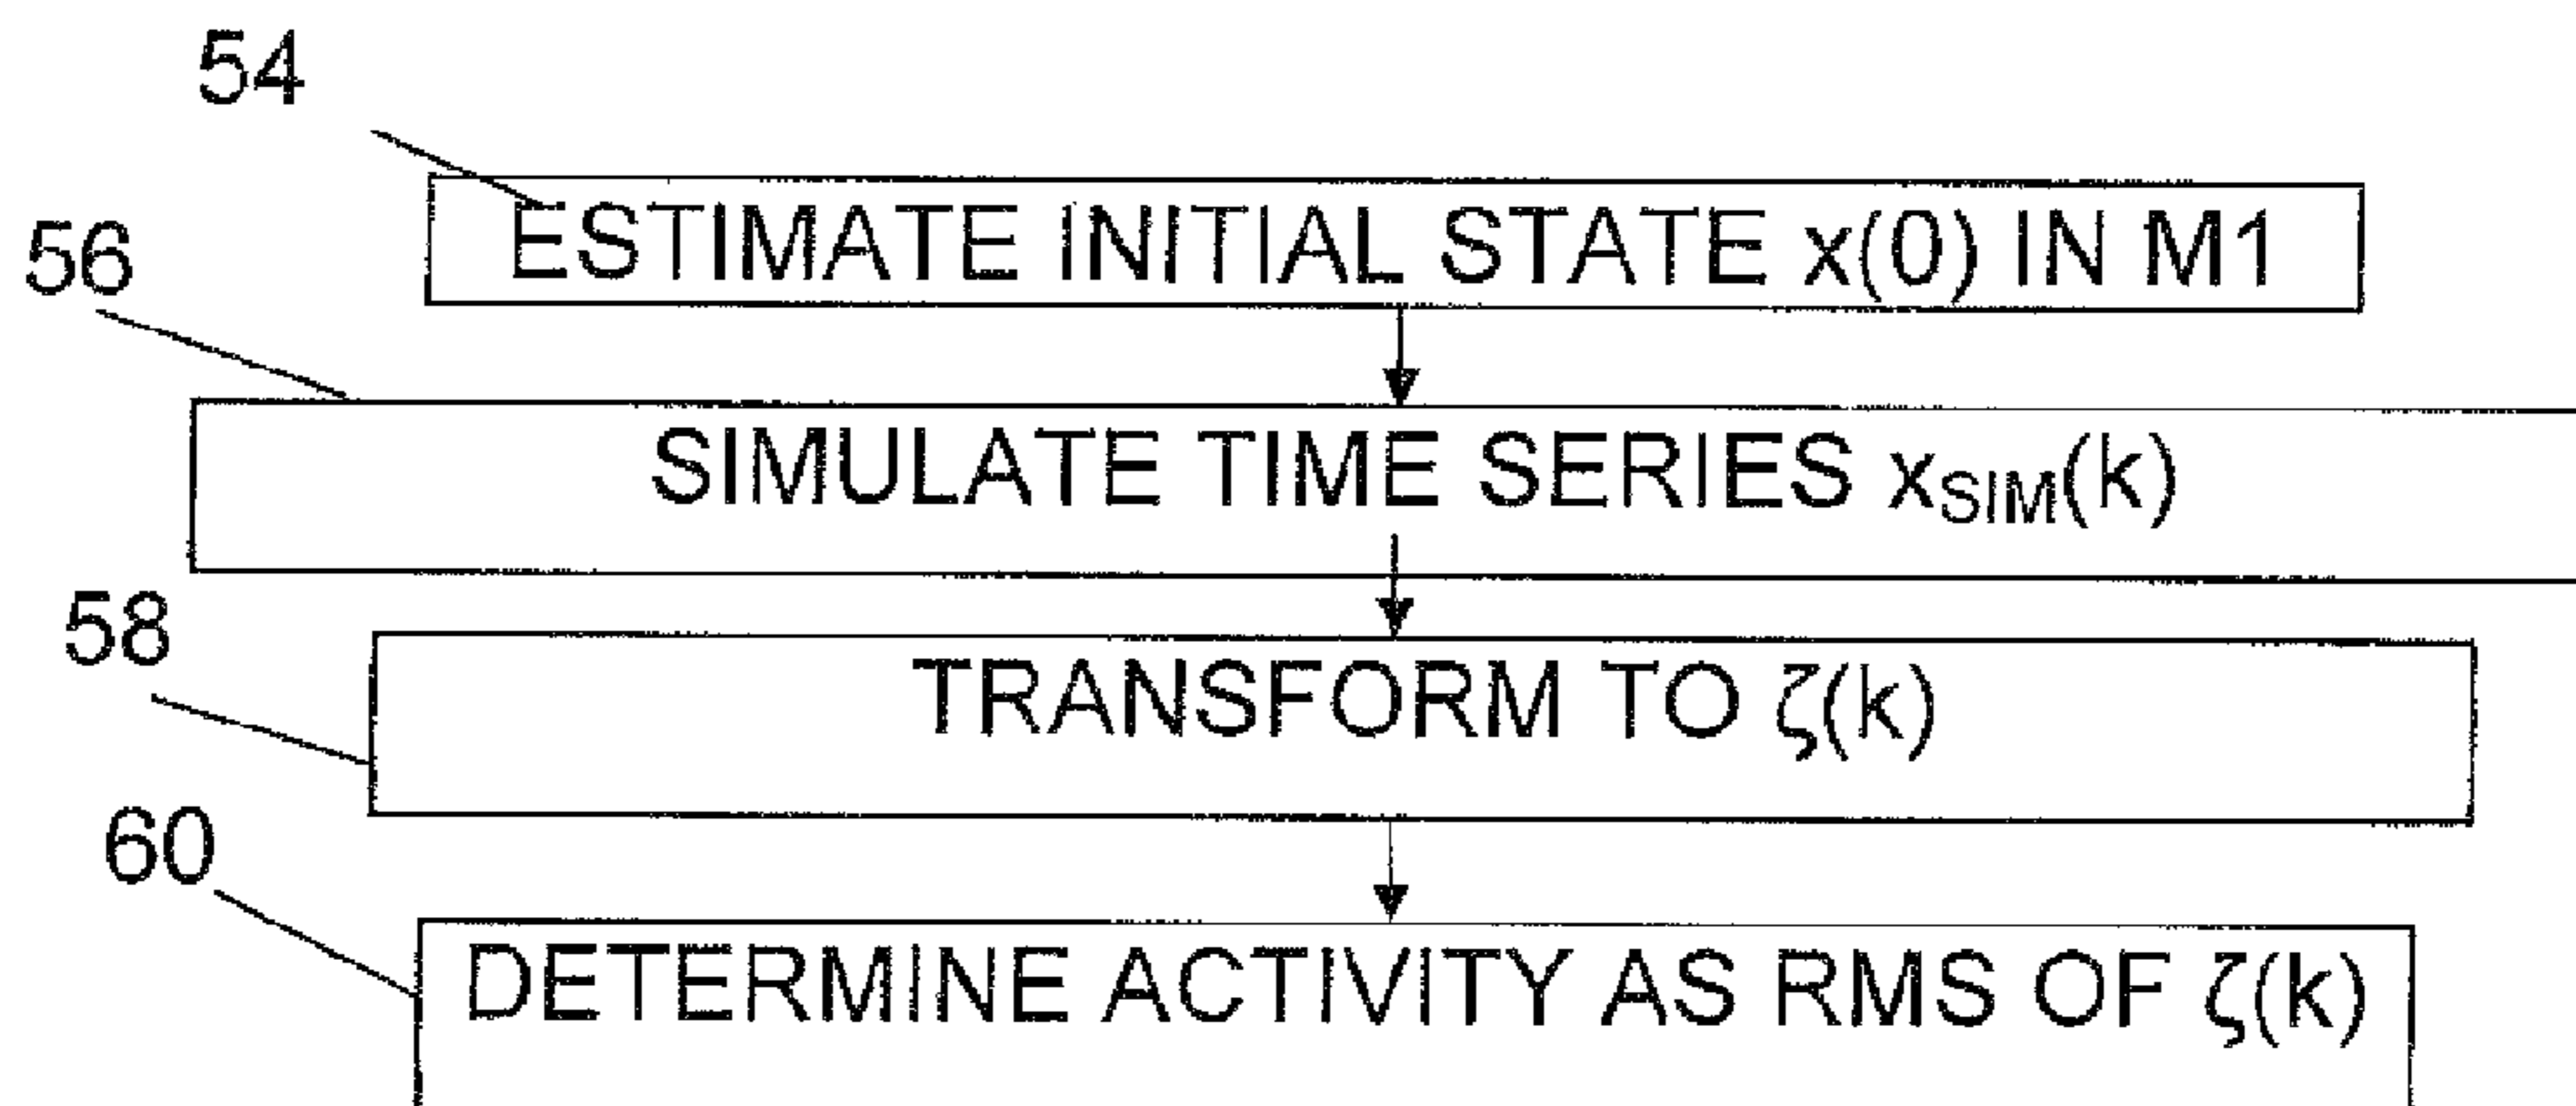 54
ESTIMATE INITIAL STATE x(0) IN M1
56
SIMULATE TIME SERIES xSIM(k)
58
TRANSFORM TO ζ(k)
60
DETERMINE ACTIVITY AS RMS OF ζ(k)